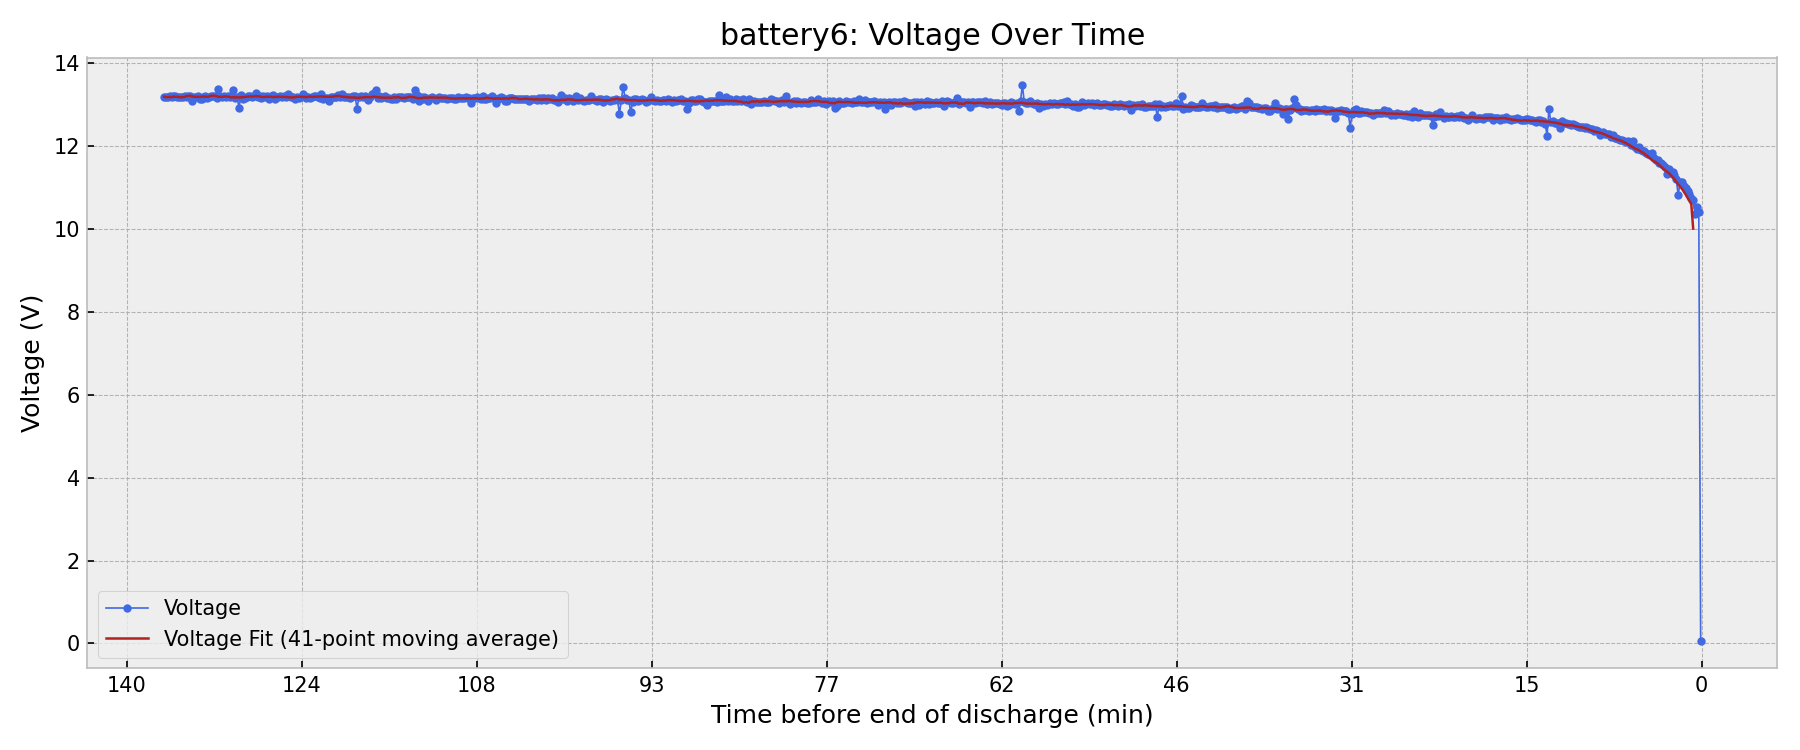 battery6: Voltage Over Time
14
12
10
8
6
4
2
0
Voltage (V)
Voltage
Voltage Fit (41-point moving average)
140 124 108 93 77 62 46 31 15 0
Time before end of discharge (min)